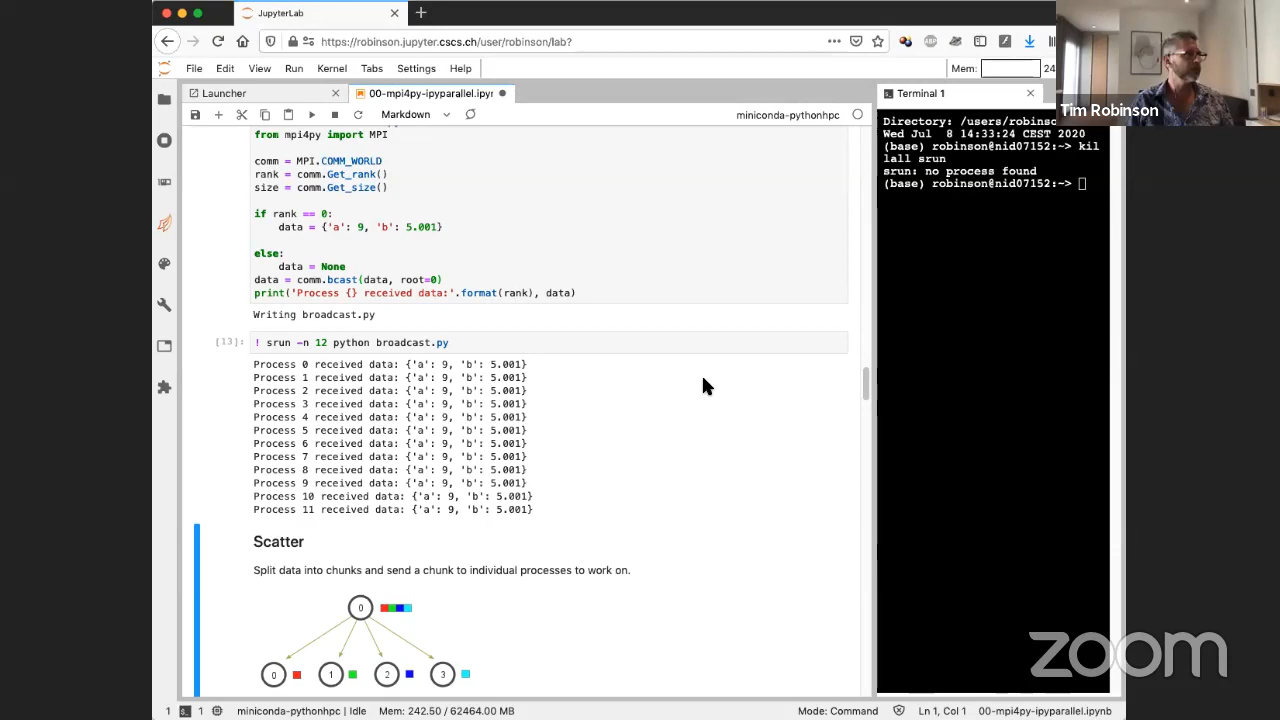 JupyterLab
https://robinson.jupyter.cscs.ch/user/robinson/lab?
ABP
File Edit View Run Kernel Tabs Settings Help
Mem: 24
Tim Robinson
Launcher
00-mpi4py-ipyparallel.ipyr
Terminal 1
Markdown
miniconda-pythonhpc
from mpi4py import MPI
comm = MPI.COMM_WORLD
rank = comm.Get_rank()
size = comm.Get_size()
if rank == 0:
data = {'a': 9, 'b': 5.001}
else:
data = None
data = comm.bcast(data, root=0)
print('Process {} received data:'.format(rank), data)
Writing broadcast.py
[13]: ! srun -n 12 python broadcast.py
Process 0 received data: {'a': 9, 'b': 5.001}
Process 1 received data: {'a': 9, 'b': 5.001}
Process 2 received data: {'a': 9, 'b': 5.001}
Process 3 received data: {'a': 9, 'b': 5.001}
Process 4 received data: {'a': 9, 'b': 5.001}
Process 5 received data: {'a': 9, 'b': 5.001}
Process 6 received data: {'a': 9, 'b': 5.001}
Process 7 received data: {'a': 9, 'b': 5.001}
Process 8 received data: {'a': 9, 'b': 5.001}
Process 9 received data: {'a': 9, 'b': 5.001}
Process 10 received data: {'a': 9, 'b': 5.001}
Process 11 received data: {'a': 9, 'b': 5.001}
Scatter
Split data into chunks and send a chunk to individual processes to work on.
0
0 1 2 3
Directory: /users/robinso
Wed Jul 8 14:33:24 CEST 2020
(base) robinson@nid07152:~> kil
lall srun
srun: no process found
(base) robinson@nid07152:~>
zoom
1 1 miniconda-pythonhpc | Idle Mem: 242.50 / 62464.00 MB Mode: Command Ln 1, Col 1 00-mpi4py-ipyparallel.ipynb